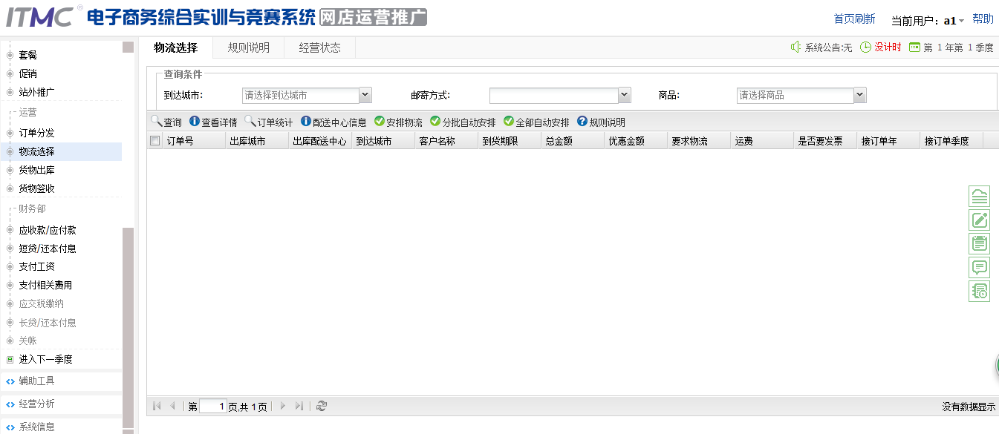 ITMC® 电子商务综合实训与竞赛系统 网店运营推广
首页刷新 当前用户: a1 帮助
套餐
促销
站外推广
运营
订单分发
物流选择
货物出库
货物签收
财务部
应收款/应付款
短贷/还本付息
支付工资
支付相关费用
应交税缴纳
长贷/还本付息
关帐
进入下一季度
辅助工具
经营分析
系统信息
物流选择 规则说明 经营状态
系统公告:无 没计时 第 1 年第 1 季度
查询条件
到达城市: 请选择到达城市 邮寄方式: 商品: 请选择商品
查询 查看详情 订单统计 配送中心信息 安排物流 分批自动安排 全部自动安排 规则说明
订单号 出库城市 出库配送中心 到达城市 客户名称 到货期限 总金额 优惠金额 要求物流 运费 是否要发票 接订单年 接订单季度
第 1 页,共 1 页 没有数据显示